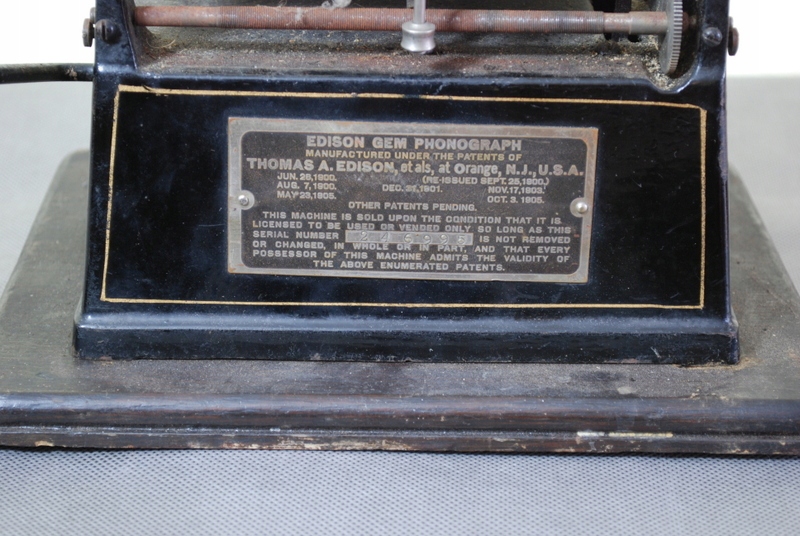 EDISON GEM PHONOGRAPH
MANUFACTURED UNDER THE PATENTS OF
THOMAS A. EDISON, et als, at Orange, N.J., U.S.A.
JUN. 26, 1900. (RE-ISSUED SEPT. 25, 1900.)
AUG. 7, 1900. DEC. 1901. NOV. 17, 1903.
MAY 23, 1905. OCT. 3, 1905.
OTHER PATENTS PENDING.
THIS MACHINE IS SOLD UPON THE CONDITION THAT IT IS
LICENSED TO BE USED OR VENDED ONLY SO LONG AS THIS
SERIAL NUMBER IS NOT REMOVED
OR CHANGED, IN WHOLE OR IN PART, AND THAT EVERY
POSSESSOR OF THIS MACHINE ADMITS THE VALIDITY OF
THE ABOVE ENUMERATED PATENTS.